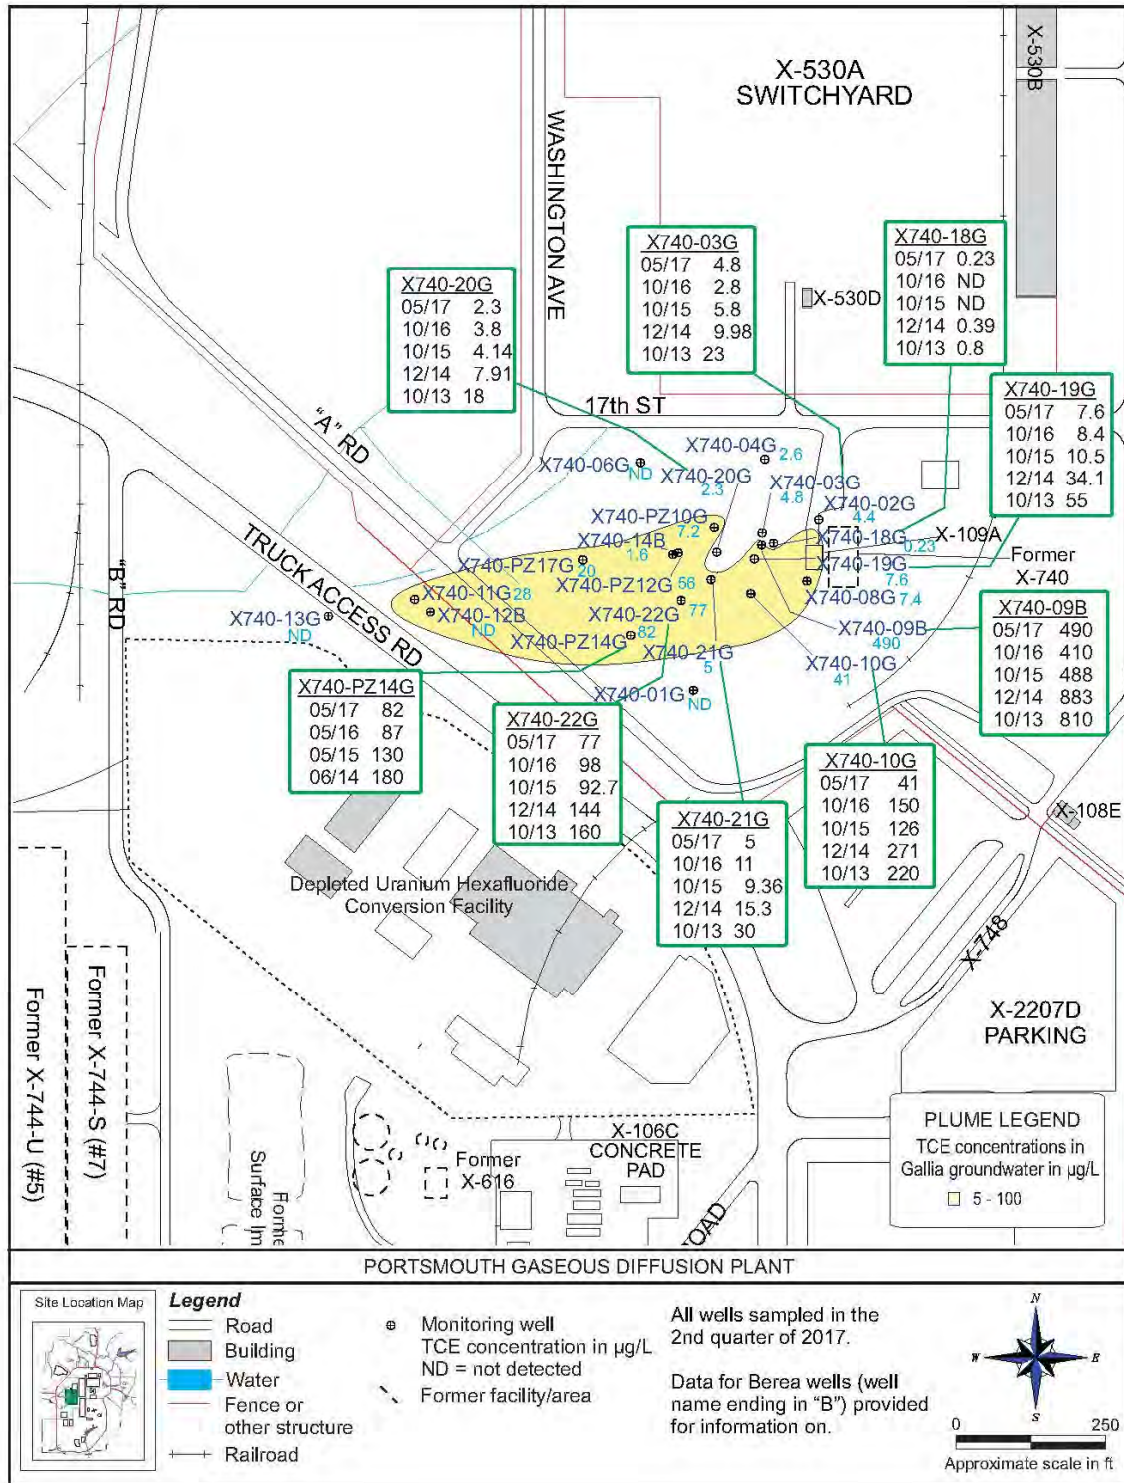 X-530A
SWITCHYARD
X-530B
WASHINGTON AVE
X-530D
X740-03G
05/17 4.8
10/16 2.8
10/15 5.8
12/14 9.98
10/13 23
X740-18G
05/17 0.23
10/16 ND
10/15 ND
12/14 0.39
10/13 0.8
X740-20G
05/17 2.3
10/16 3.8
10/15 4.14
12/14 7.91
10/13 18
X740-19G
05/17 7.6
10/16 8.4
10/15 10.5
12/14 34.1
10/13 55
17th ST
"A" RD
"B" RD
TRUCK ACCESS RD
X740-06G
ND
X740-04G
2.6
X740-20G
2.3
X740-03G
4.8
X740-02G
4.4
X740-PZ10G
7.2
X740-14B
1.6
X740-18G
0.23
X-109A
Former
X-740
X740-PZ17G
20
X740-19G
7.6
X740-PZ12G
56
X740-11G
28
X740-08G
7.4
X740-12B
ND
X740-22G
77
X740-13G
ND
X740-PZ14G
82
X740-09B
490
X740-21G
5
X740-10G
41
X740-01G
ND
X740-09B
05/17 490
10/16 410
10/15 488
12/14 883
10/13 810
X740-PZ14G
05/17 82
05/16 87
05/15 130
06/14 180
X740-22G
05/17 77
10/16 98
10/15 92.7
12/14 144
10/13 160
X740-21G
05/17 5
10/16 11
10/15 9.36
12/14 15.3
10/13 30
X740-10G
05/17 41
10/16 150
10/15 126
12/14 271
10/13 220
X-108E
Depleted Uranium Hexafluoride
Conversion Facility
X-748
X-2207D
PARKING
Former X-744-U (#5)
Former X-744-S (#7)
Forme
Surface Im
Former
X-616
X-106C
CONCRETE
PAD
OAD
PLUME LEGEND
TCE concentrations in
Gallia groundwater in µg/L
5 - 100
PORTSMOUTH GASEOUS DIFFUSION PLANT
Site Location Map
Legend
Road
Building
Water
Fence or
other structure
Railroad
Monitoring well
TCE concentration in µg/L
ND = not detected
Former facility/area
All wells sampled in the
2nd quarter of 2017.
Data for Berea wells (well
name ending in "B") provided
for information on.
N
W E
S
0 250
Approximate scale in ft